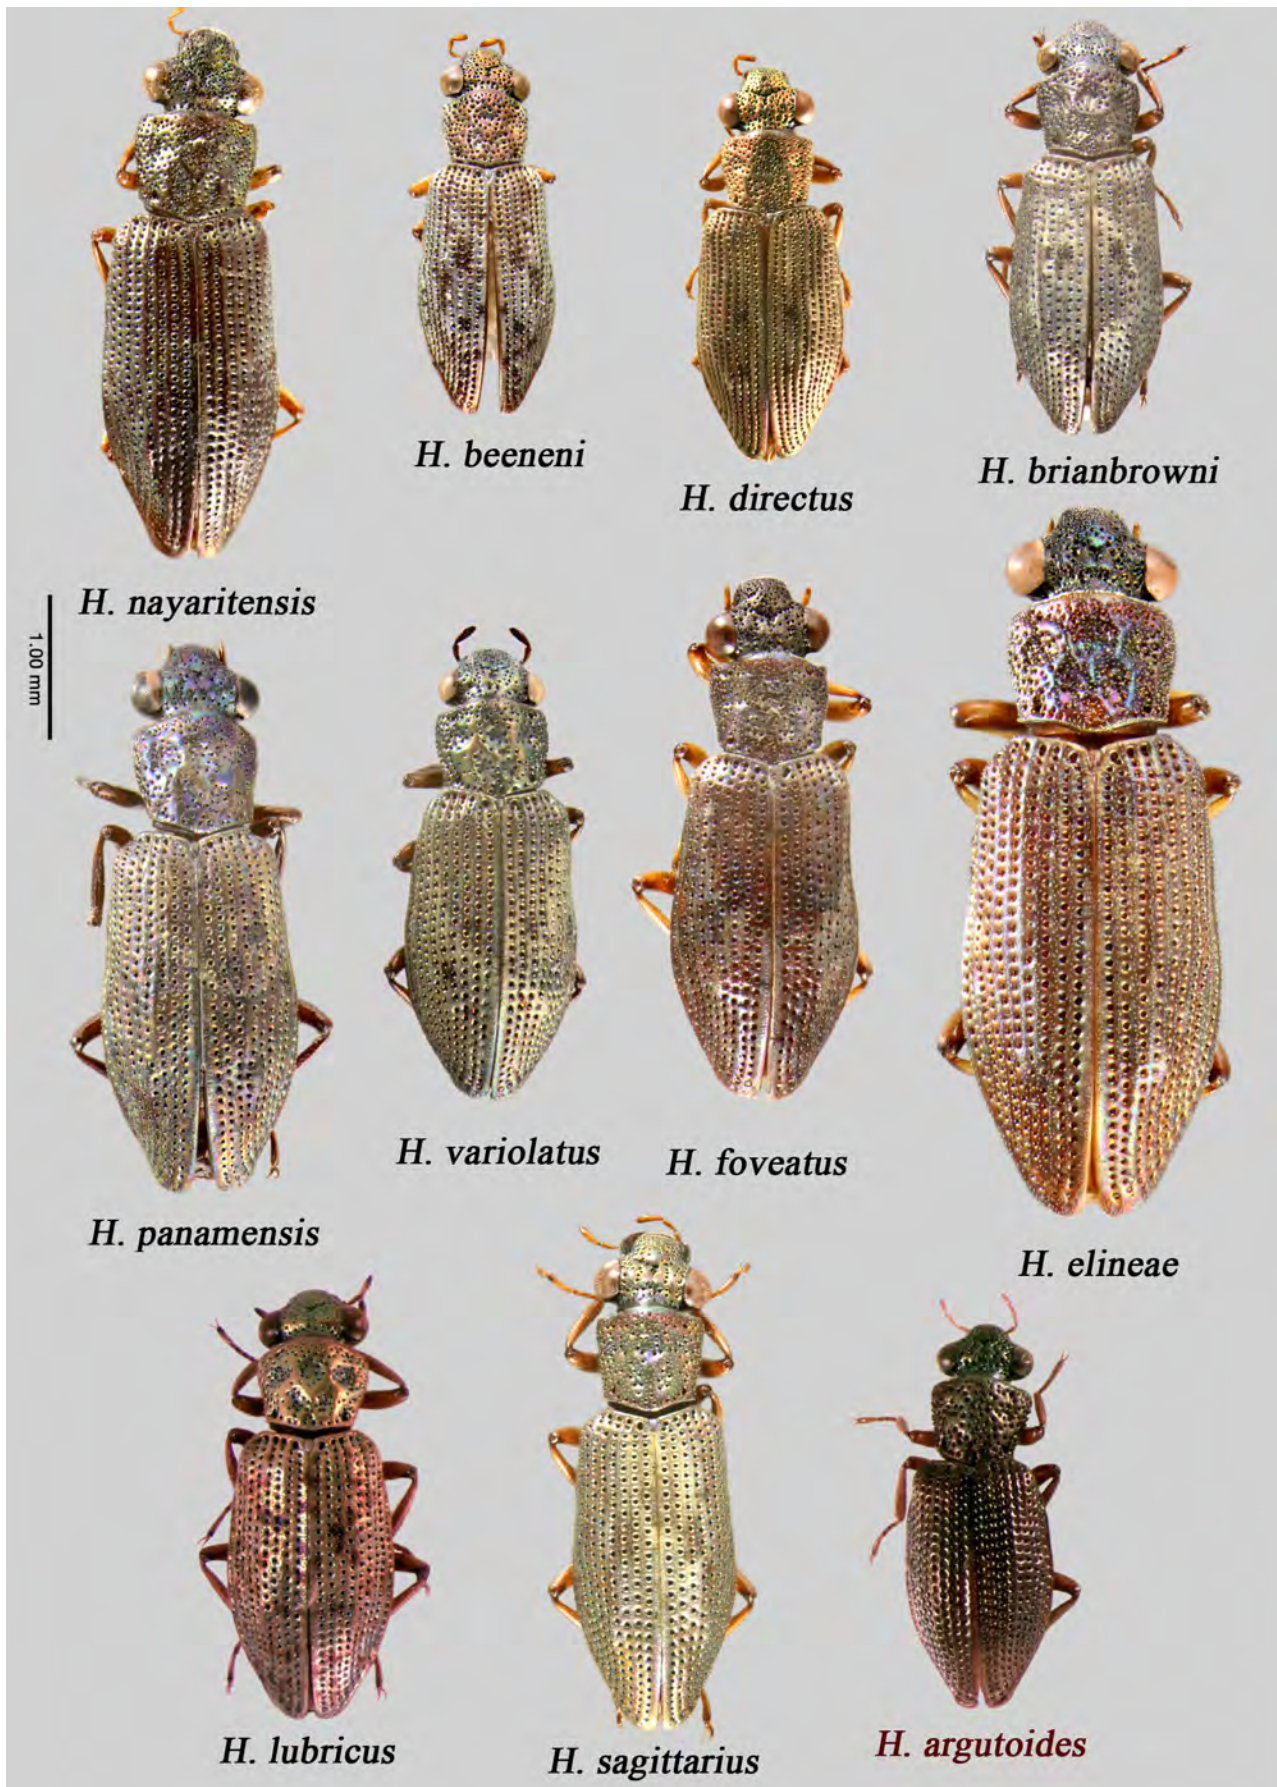 H. beeneni
H. directus
H. brianbrowni
H. nayaritensis
1.00 mm
H. variolatus
H. foveatus
H. panamensis
H. elineae
H. lubricus
H. sagittarius
H. argutoides